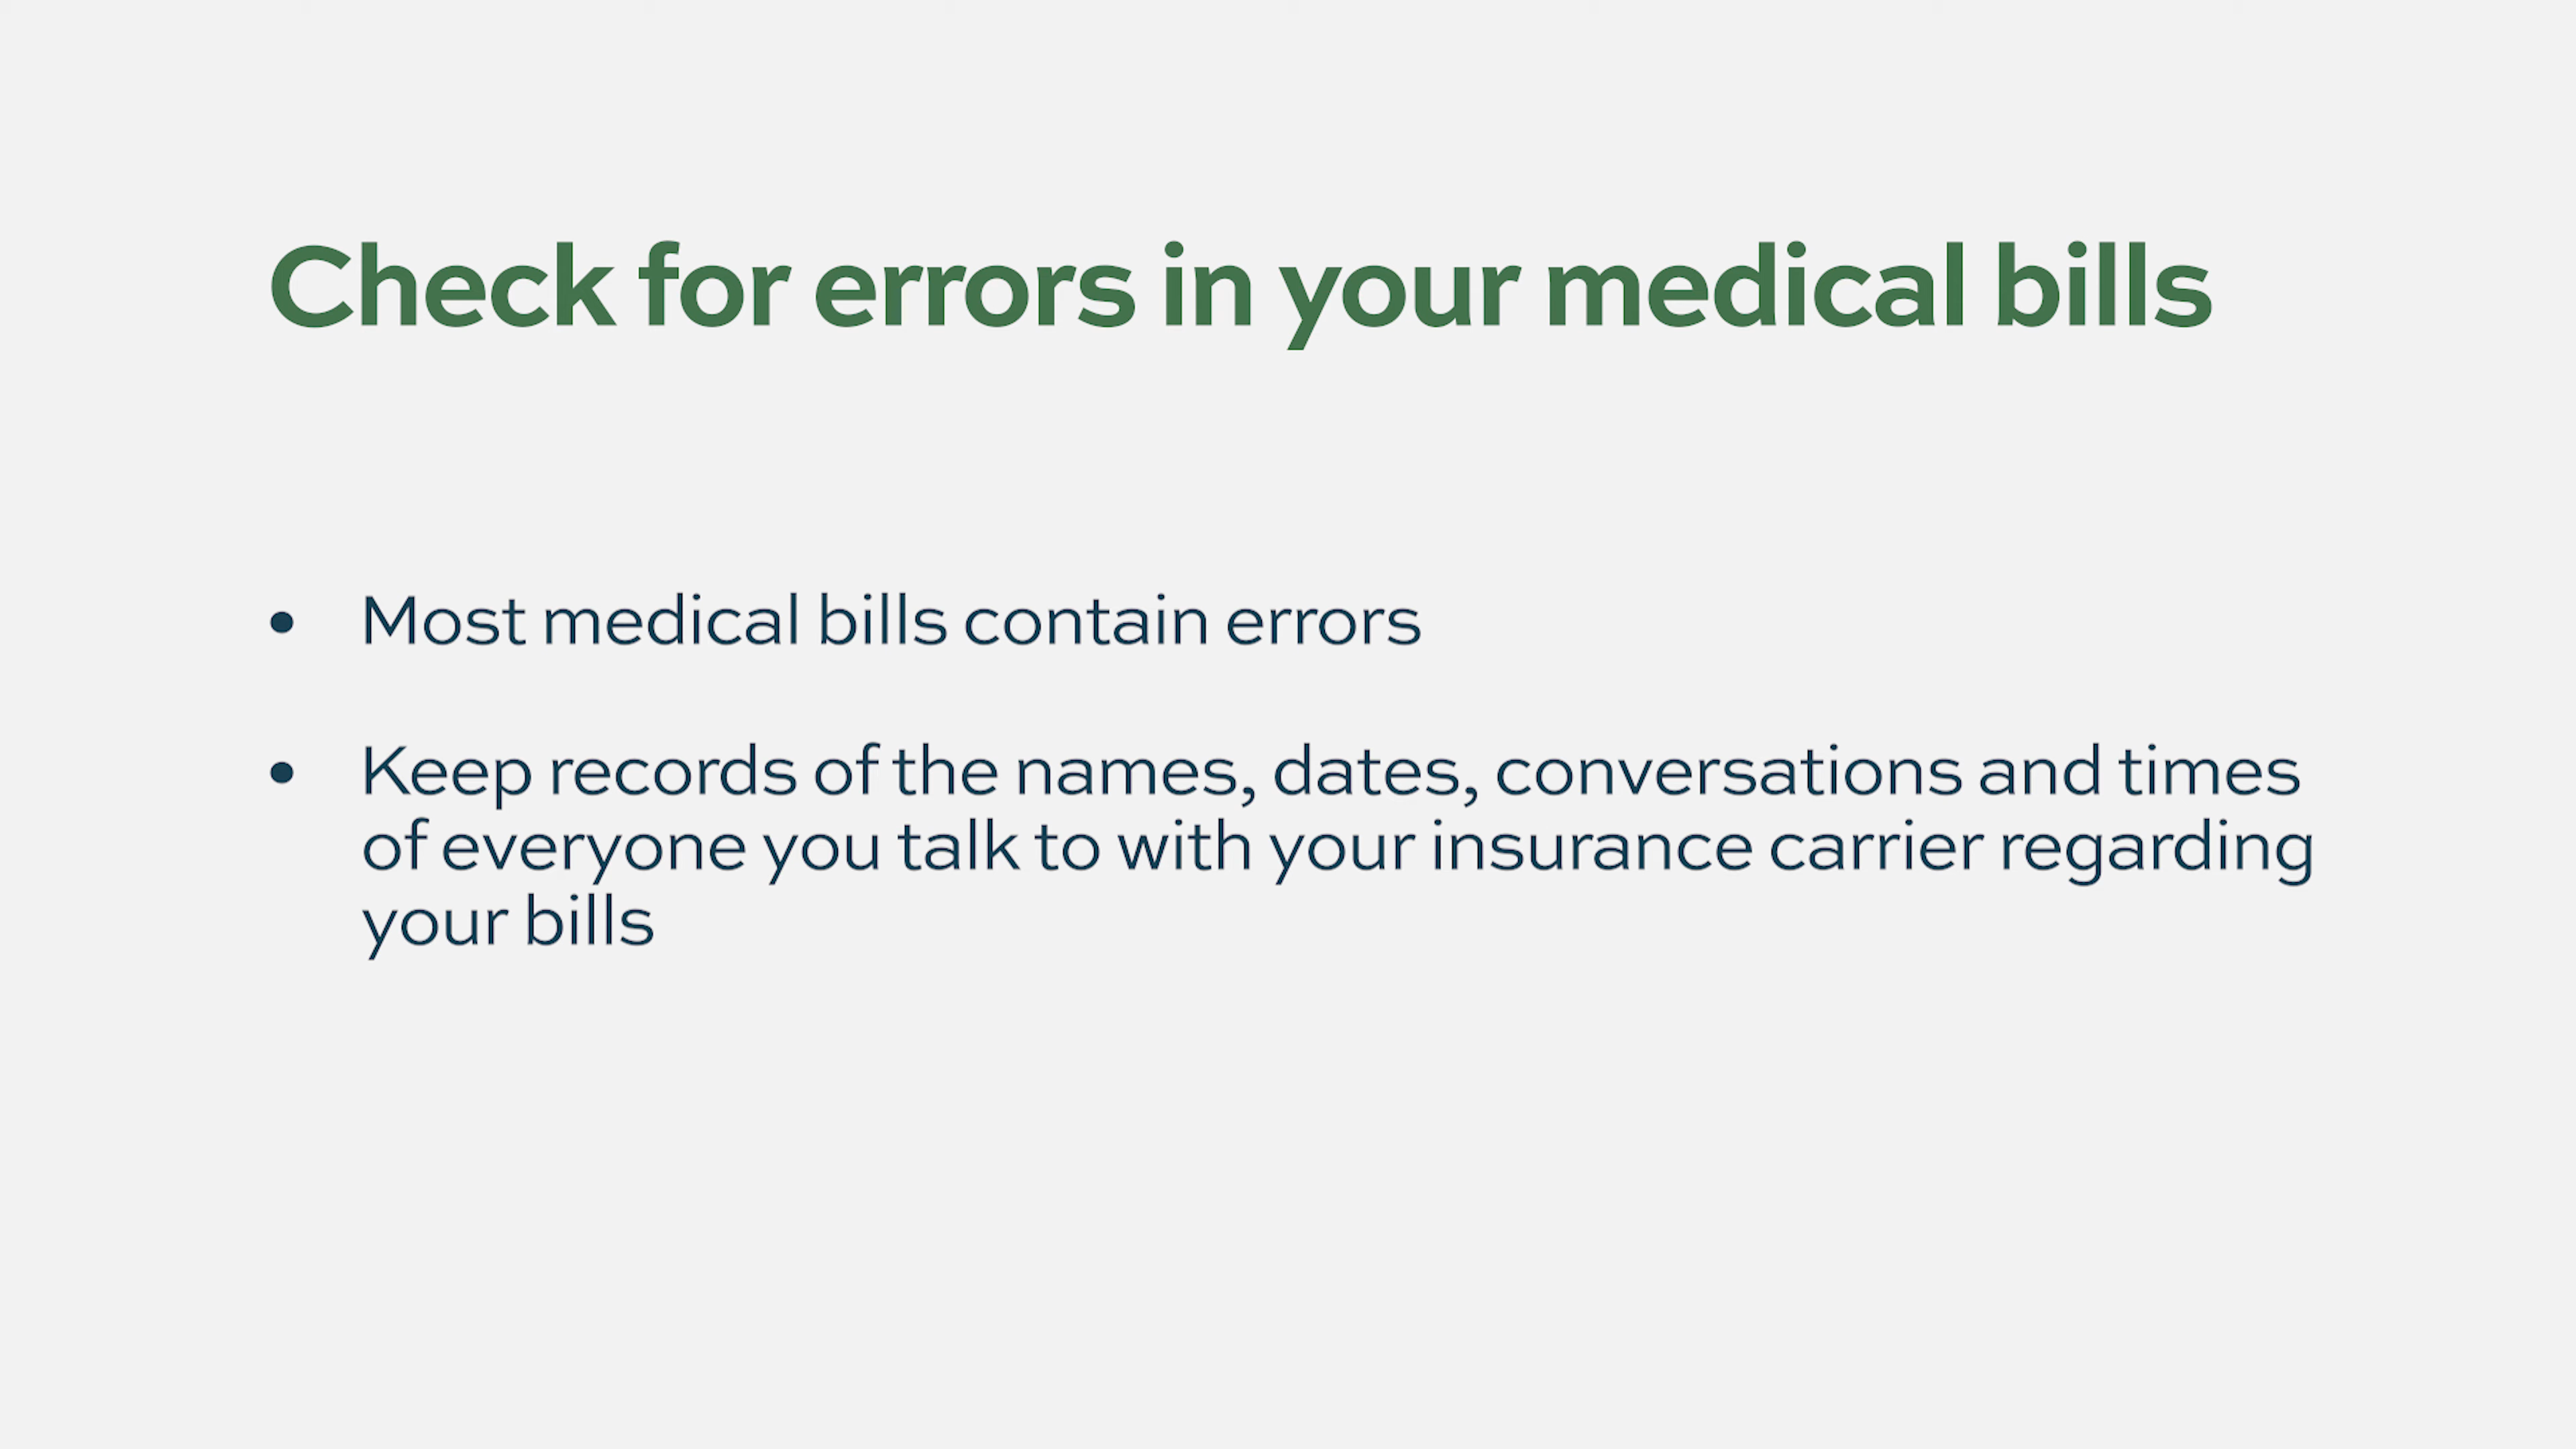 Check for errors in your medical bills
• Most medical bills contain errors
• Keep records of the names, dates, conversations and times
of everyone you talk to with your insurance carrier regarding
your bills